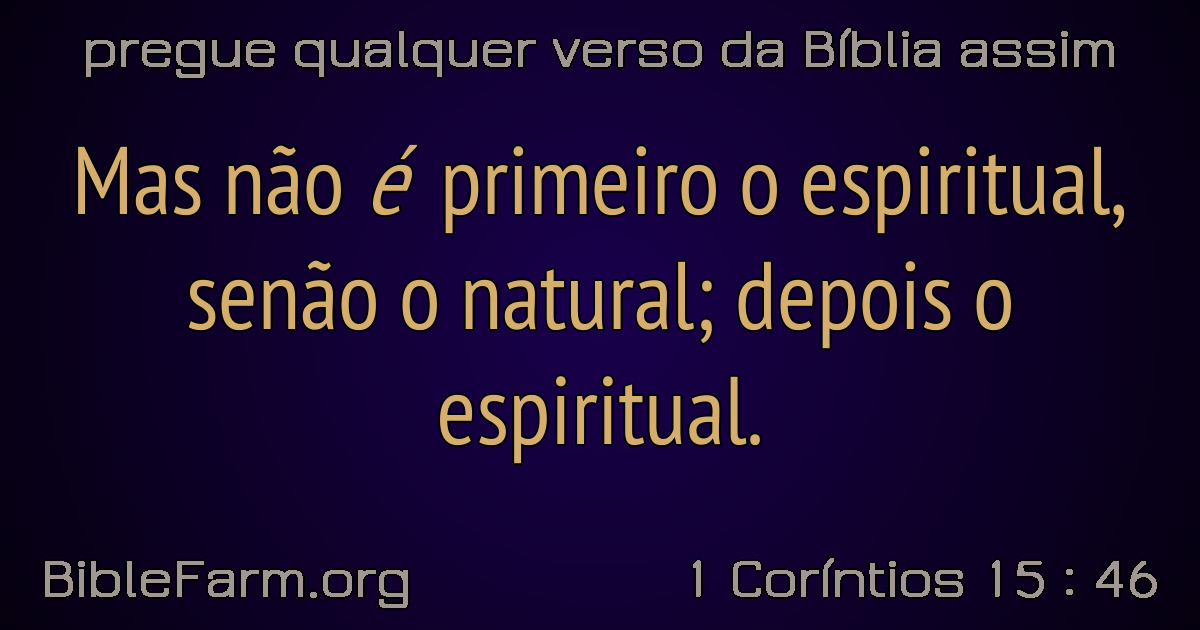 pregue qualquer verso da Bíblia assim
Mas não é primeiro o espiritual,
senão o natural; depois o
espiritual.
BibleFarm.org
1 Coríntios 15 : 46